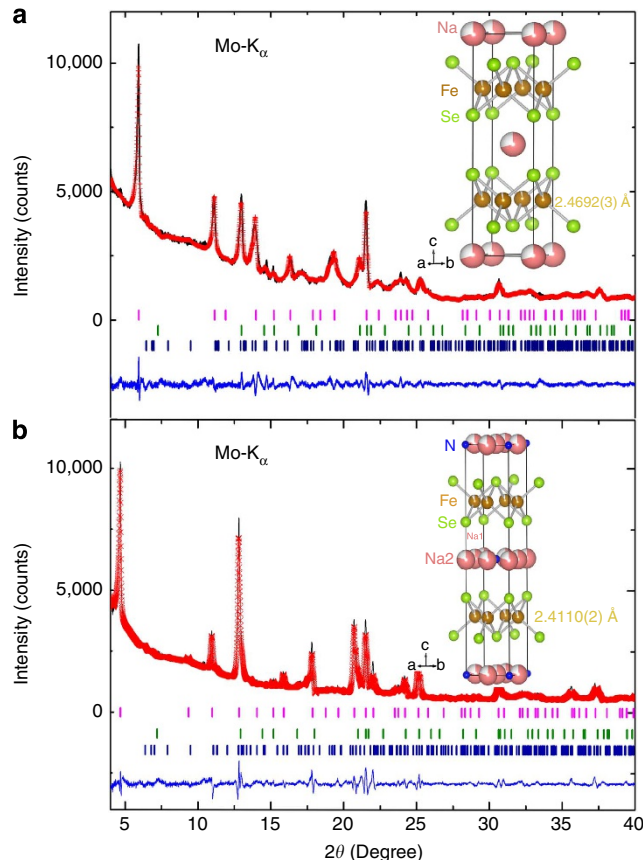 a
Mo-Kα
10,000
5,000
0
Intensity (counts)
Na
Fe
Se
2.4692(3) Å
c
a b
b
Mo-Kα
10,000
5,000
0
Intensity (counts)
N
Fe
Se
Na1
Na2
2.4110(2) Å
c
a b
5 10 15 20 25 30 35 40
2θ (Degree)